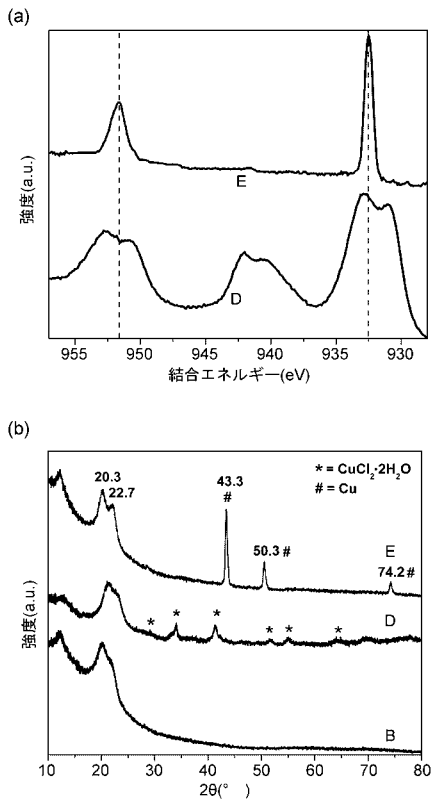 (a)
強度(a.u.)
E
D
955 950 945 940 935 930
結合エネルギー(eV)
(b)
強度(a.u.)
20.3
22.7
43.3
#
50.3 #
74.2 #
* = CuCl₂·2H₂O
# = Cu
E
* * * * * *
D
B
10 20 30 40 50 60 70 80
2θ(°)